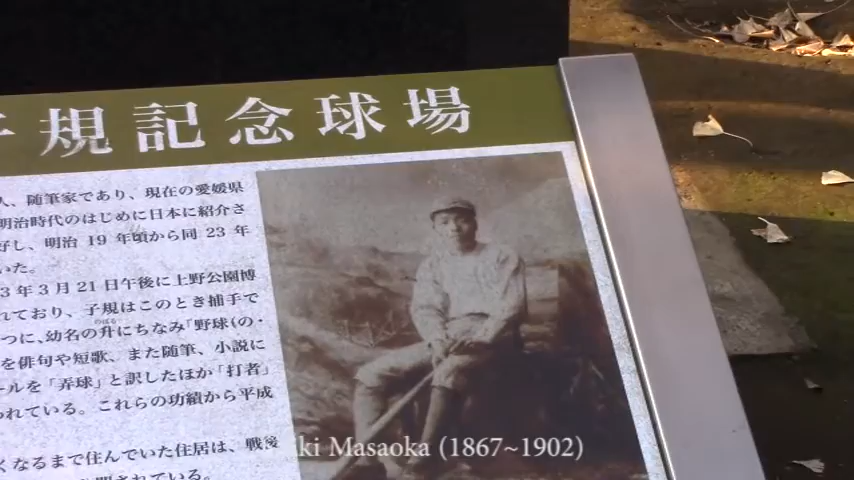 規記念球場
人、随筆家であり、現在の愛媛県
明治時代のはじめに日本に紹介さ
好し、明治 19 年頃から同 23 年
いた。
3 年 3 月 21 日午後に上野公園博
れており、子規はこのとき捕手で
つに、幼名の升にちなみ「野球(の・
を俳句や短歌、また随筆、小説に
ールを「弄球」と訳したほか「打者」
われている。これらの功績から平成
くなるまで住んでいた住居は、戦後
されている。
ki Masaoka (1867~1902)